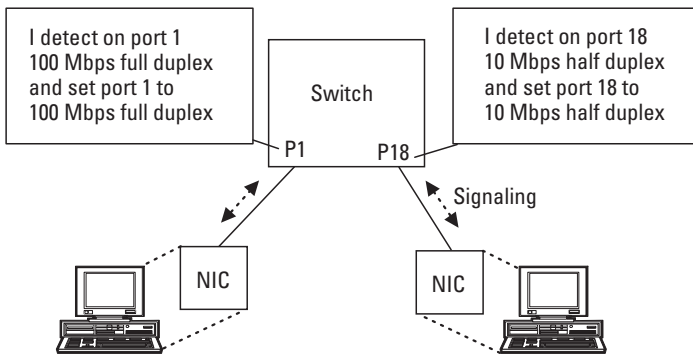 I detect on port 1
100 Mbps full duplex
and set port 1 to
100 Mbps full duplex
I detect on port 18
10 Mbps half duplex
and set port 18 to
10 Mbps half duplex
Switch
P1
P18
Signaling
NIC
NIC